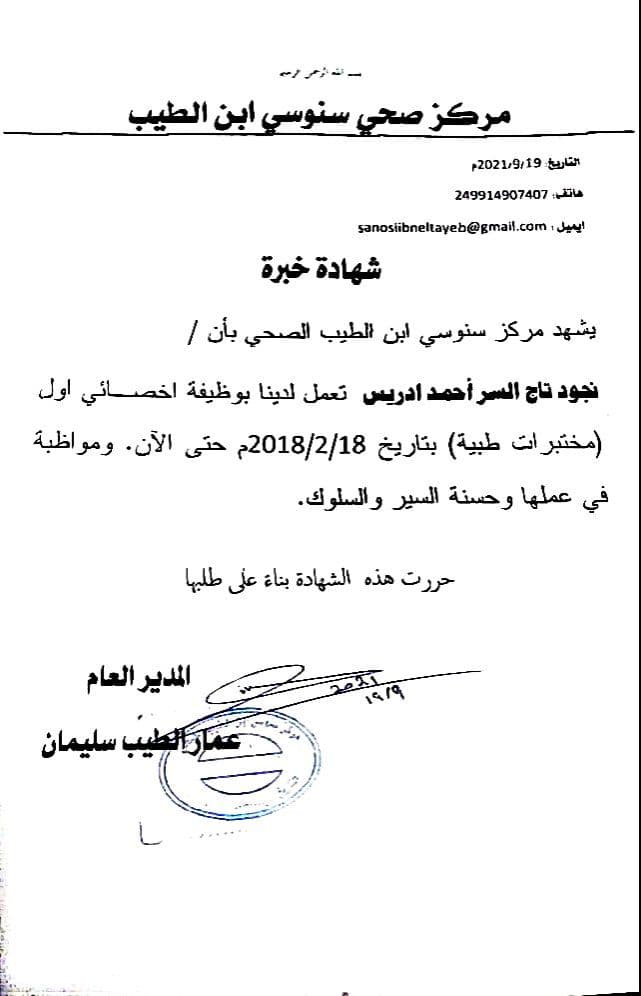 بسم الله الرحمن الرحيم
مركز صحي سنوسي ابن الطيب
التاريخ: 2021/9/19م
هاتف: 249914907407
ايميل : sanosiibneltayeb@gmail.com
شهادة خبرة
يشهد مركز سنوسي ابن الطيب الصحي بأن /
نجود تاج السر أحمد ادريس تعمل لدينا بوظيفة اخصائي اول
(مختبرات طبية) بتاريخ 2018/2/18م حتى الآن. ومواظبة
في عملها وحسنة السير والسلوك.
حررت هذه الشهادة بناءً على طلبها
المدير العام
2021
١٩/٩
عمار الطيب سليمان